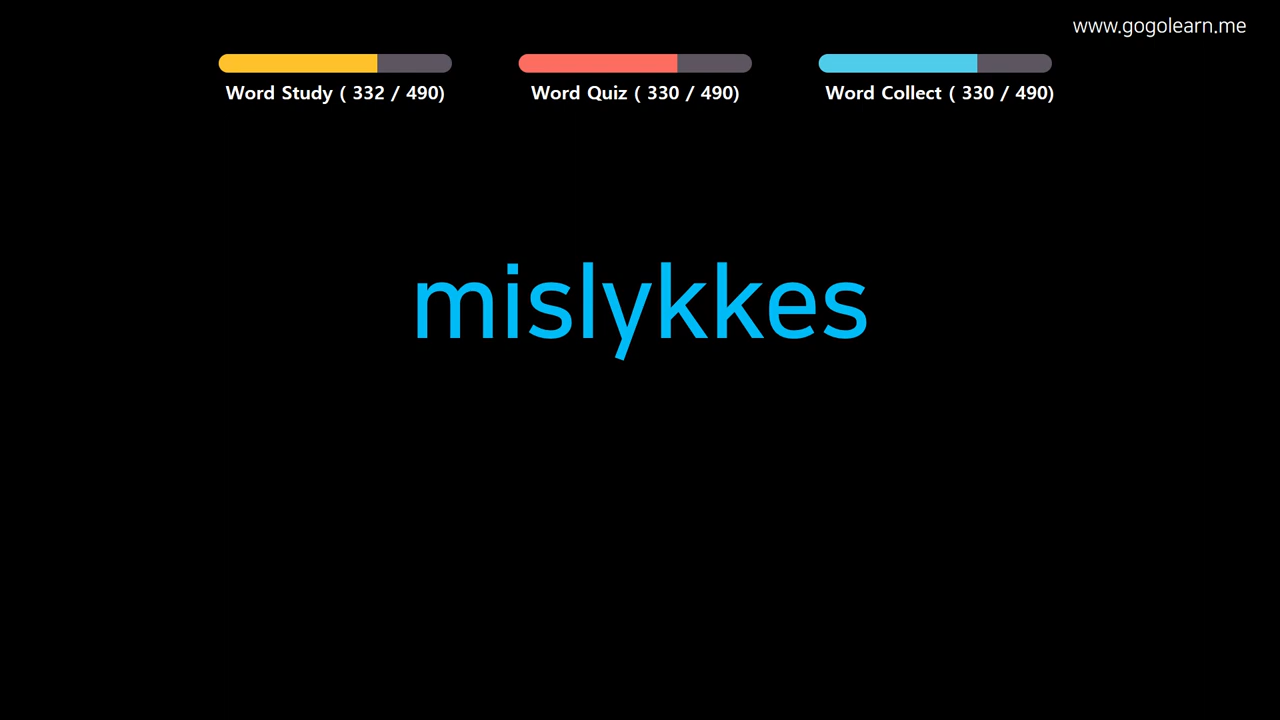 www.gogolearn.me
Word Study ( 332 / 490)
Word Quiz ( 330 / 490)
Word Collect ( 330 / 490)
mislykkes